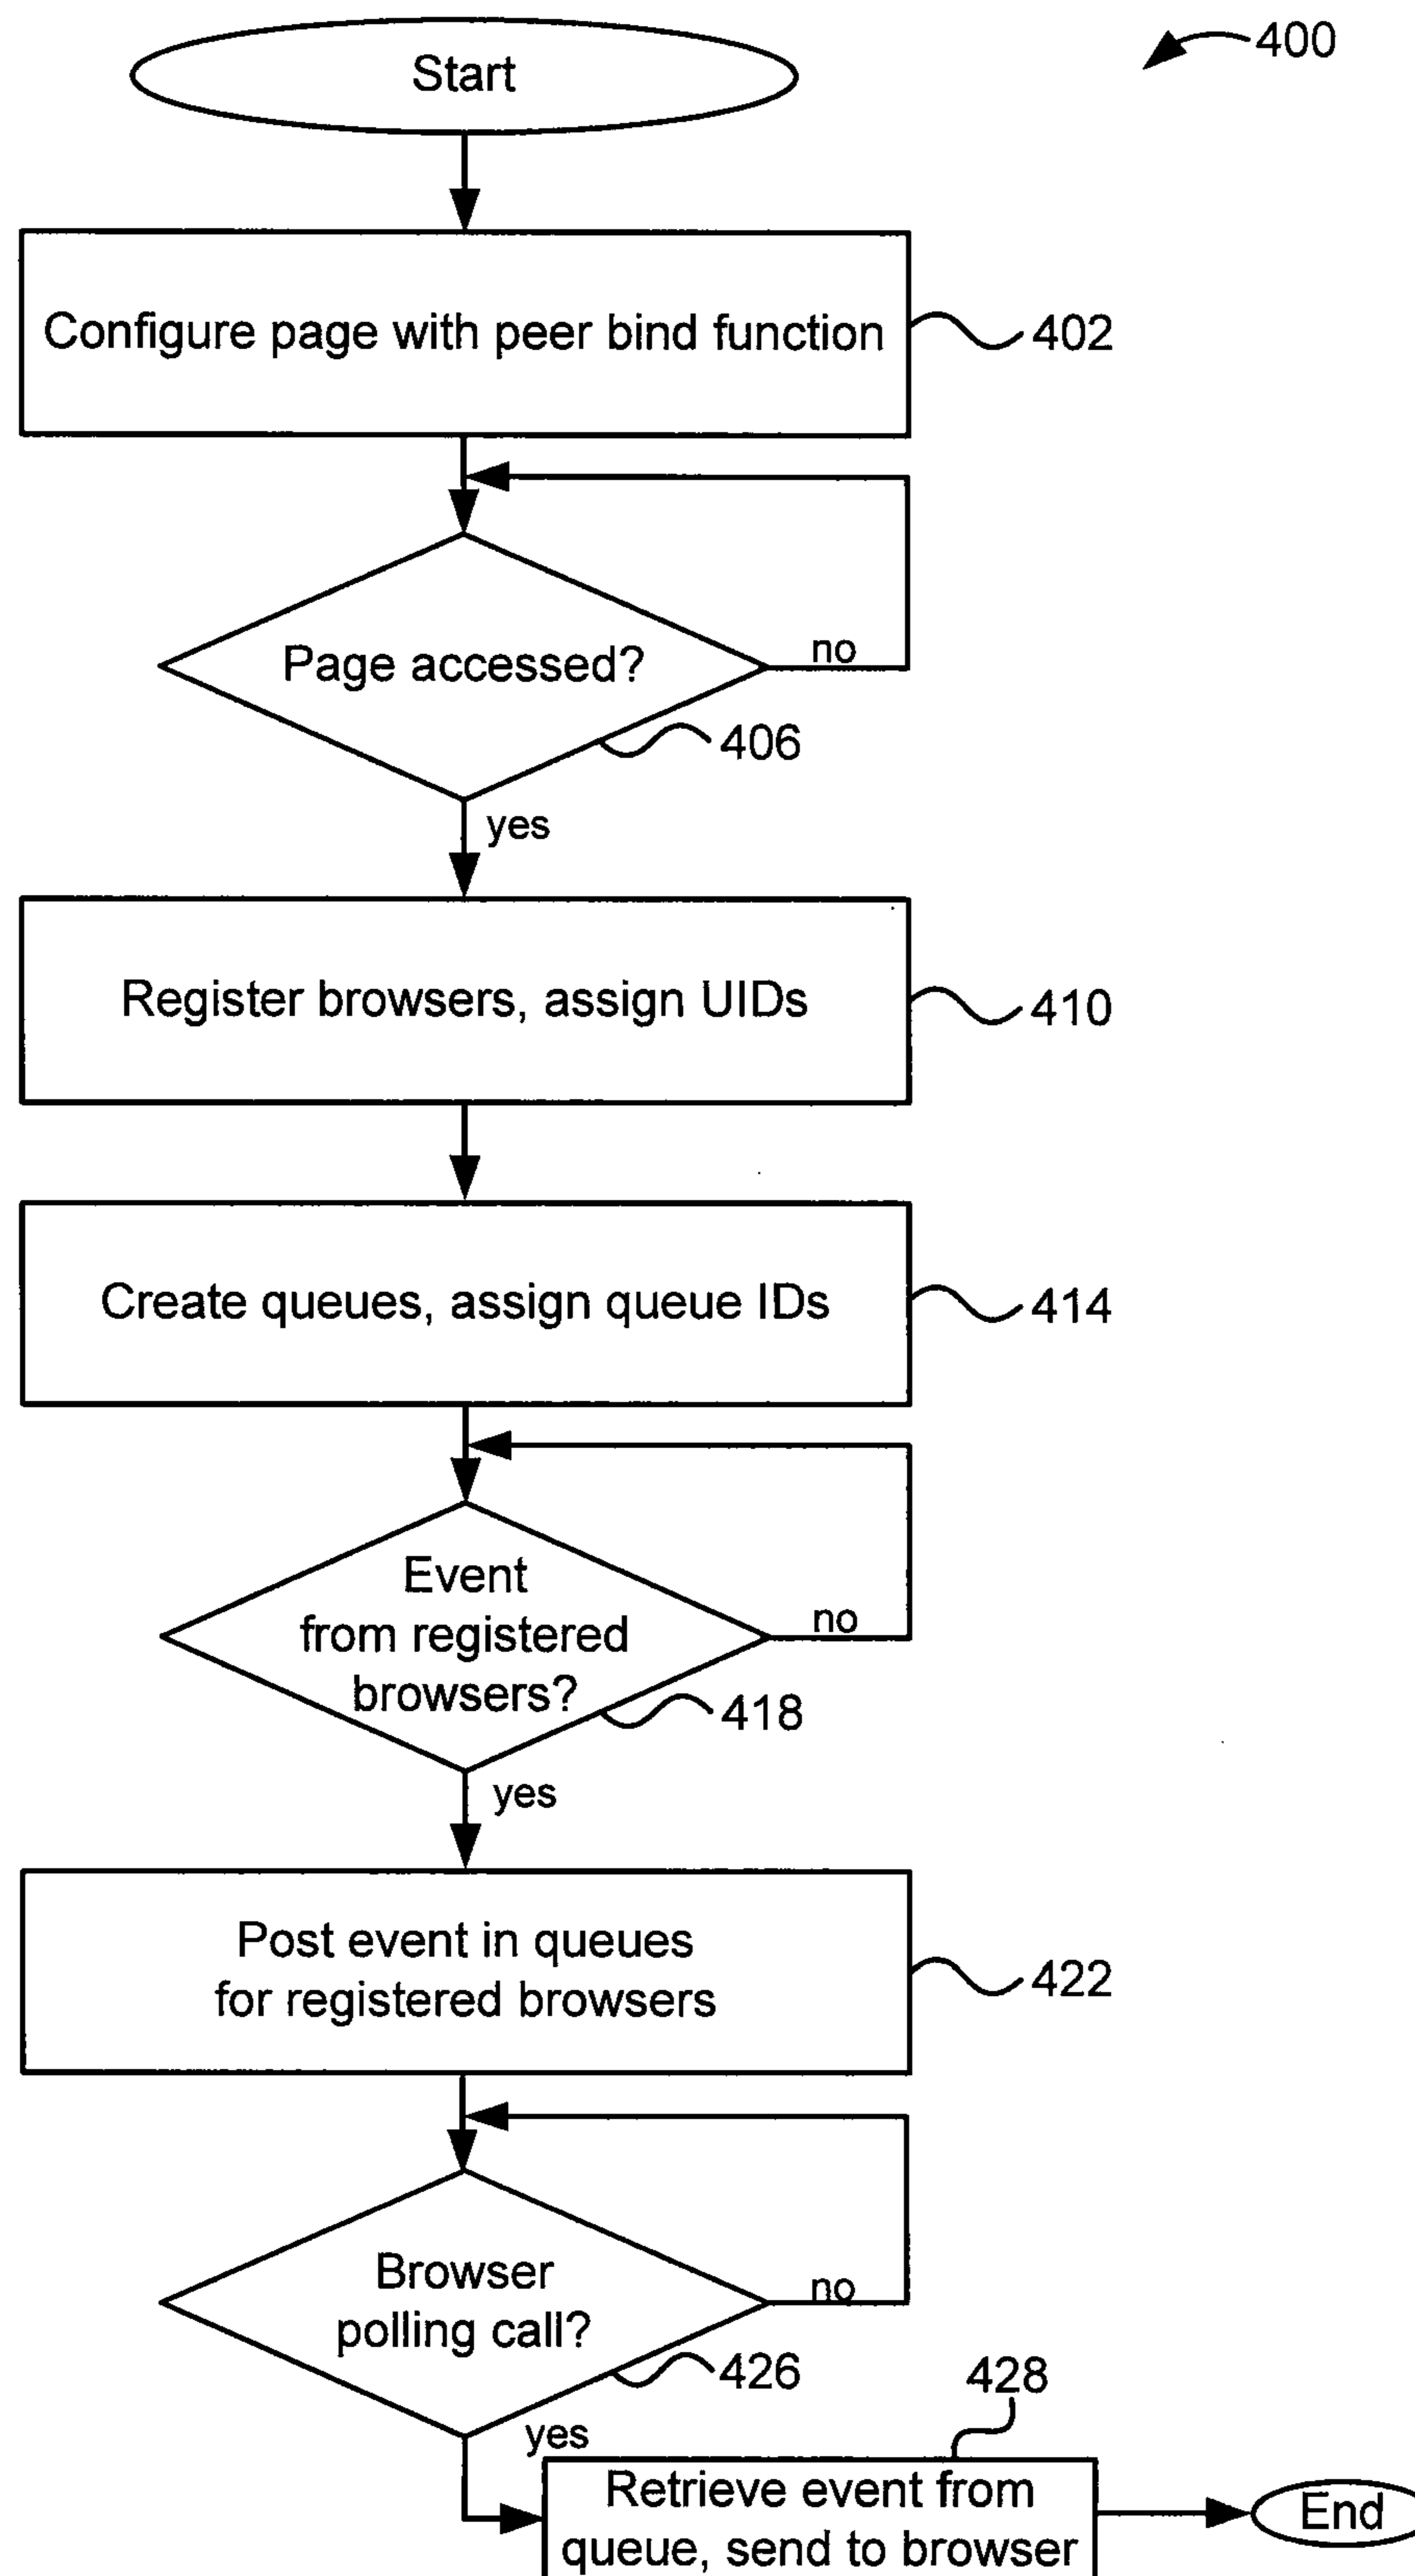 Start
400
Configure page with peer bind function
402
Page accessed?
no
406
yes
Register browsers, assign UIDs
410
Create queues, assign queue IDs
414
Event
from registered
browsers?
no
418
yes
Post event in queues
for registered browsers
422
Browser
polling call?
no
426
428
yes
Retrieve event from
queue, send to browser
End